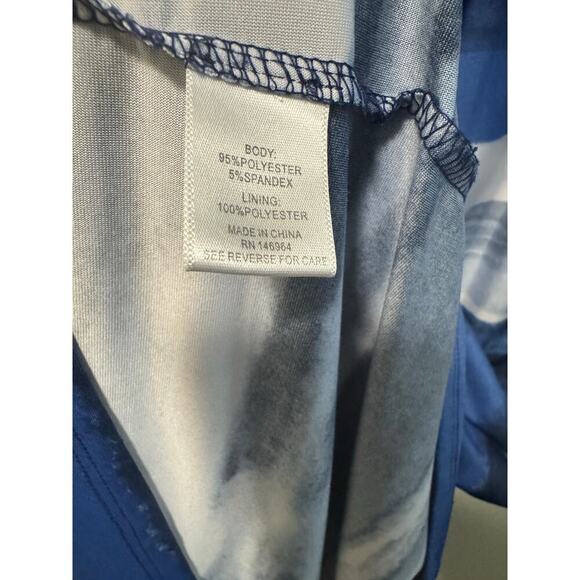 BODY:
95%POLYESTER
5%SPANDEX
LINING:
100%POLYESTER
MADE IN CHINA
RN 146964
SEE REVERSE FOR CARE